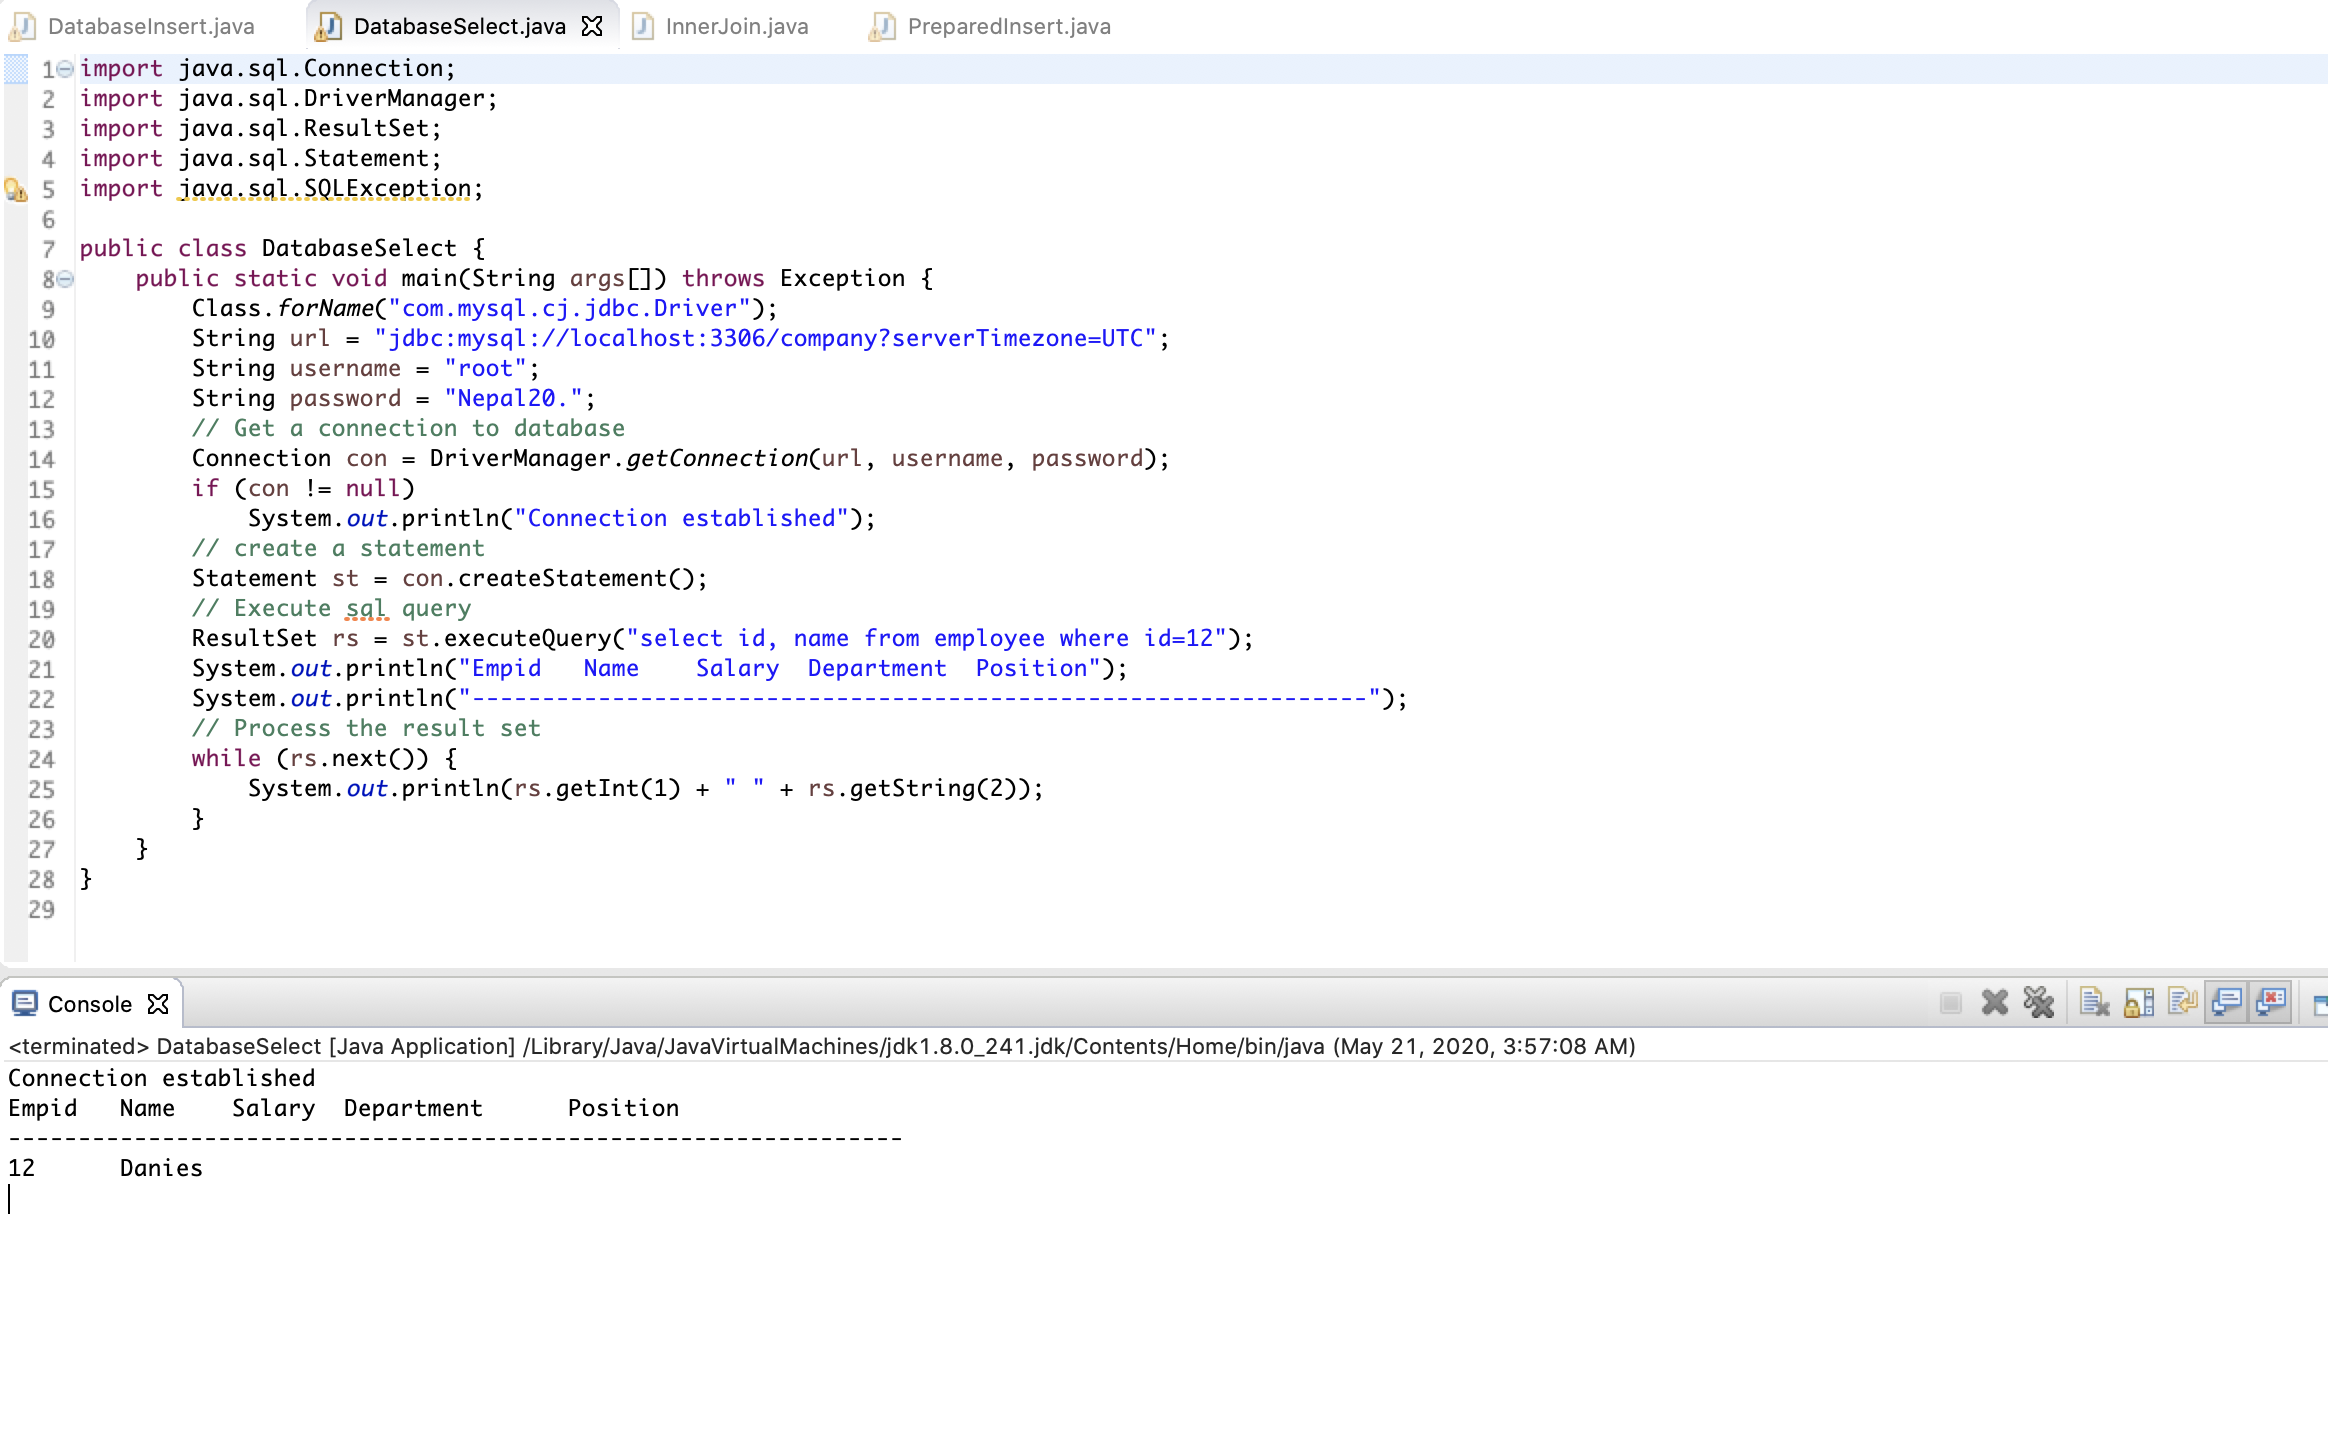 DatabaseInsert.java DatabaseSelect.java InnerJoin.java PreparedInsert.java
1 import java.sql.Connection;
2 import java.sql.DriverManager;
3 import java.sql.ResultSet;
4 import java.sql.Statement;
5 import java.sql.SQLException;
6
7 public class DatabaseSelect {
8     public static void main(String args[]) throws Exception {
9         Class.forName("com.mysql.cj.jdbc.Driver");
10         String url = "jdbc:mysql://localhost:3306/company?serverTimezone=UTC";
11         String username = "root";
12         String password = "Nepal20.";
13         // Get a connection to database
14         Connection con = DriverManager.getConnection(url, username, password);
15         if (con != null)
16             System.out.println("Connection established");
17         // create a statement
18         Statement st = con.createStatement();
19         // Execute sql query
20         ResultSet rs = st.executeQuery("select id, name from employee where id=12");
21         System.out.println("Empid   Name    Salary  Department  Position");
22         System.out.println("----------------------------------------------------------------");
23         // Process the result set
24         while (rs.next()) {
25             System.out.println(rs.getInt(1) + " " + rs.getString(2));
26         }
27     }
28 }
29
Console
<terminated> DatabaseSelect [Java Application] /Library/Java/JavaVirtualMachines/jdk1.8.0_241.jdk/Contents/Home/bin/java (May 21, 2020, 3:57:08 AM)
Connection established
Empid   Name    Salary  Department      Position
----------------------------------------------------------------
12      Danies